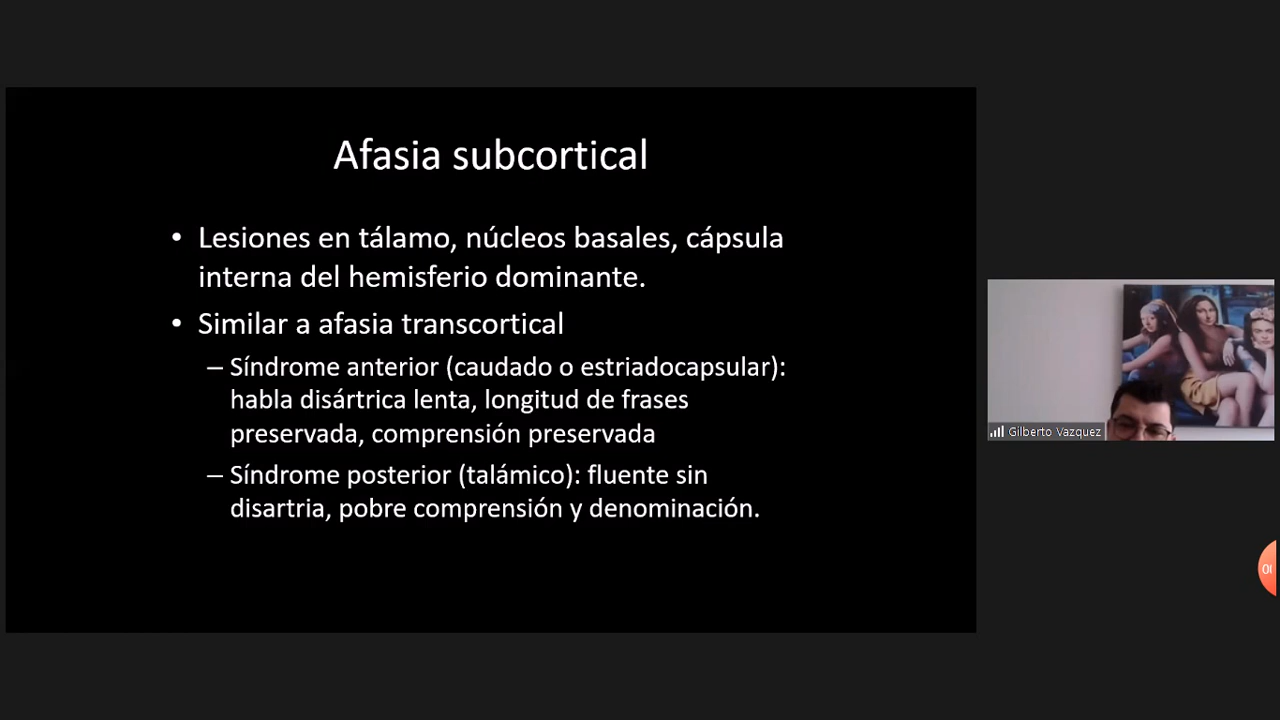 Afasia subcortical
• Lesiones en tálamo, núcleos basales, cápsula
interna del hemisferio dominante.
• Similar a afasia transcortical
– Síndrome anterior (caudado o estriadocapsular):
habla disártrica lenta, longitud de frases
preservada, comprensión preservada
– Síndrome posterior (talámico): fluente sin
disartria, pobre comprensión y denominación.
Gilberto Vazquez